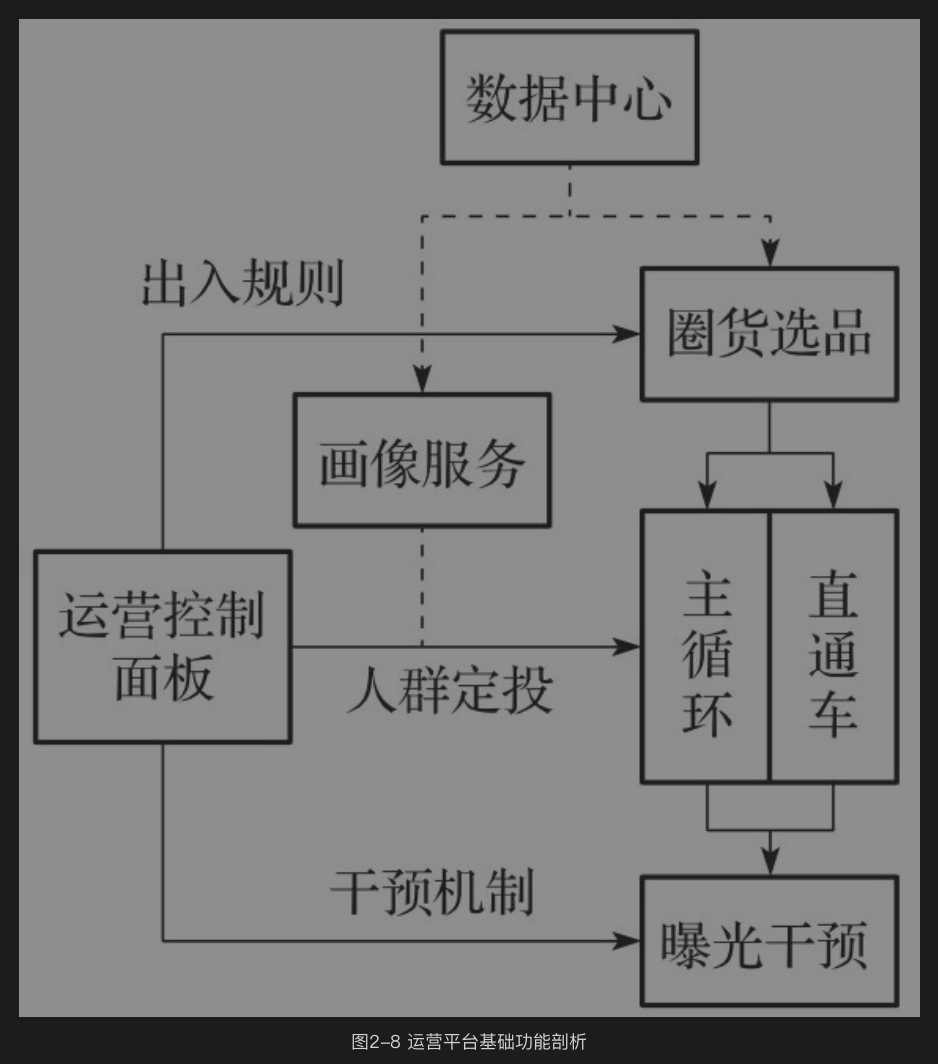 数据中心
出入规则
圈货选品
画像服务
运营控制
面板
人群定投
主循环
直通车
干预机制
曝光干预
图2-8 运营平台基础功能剖析